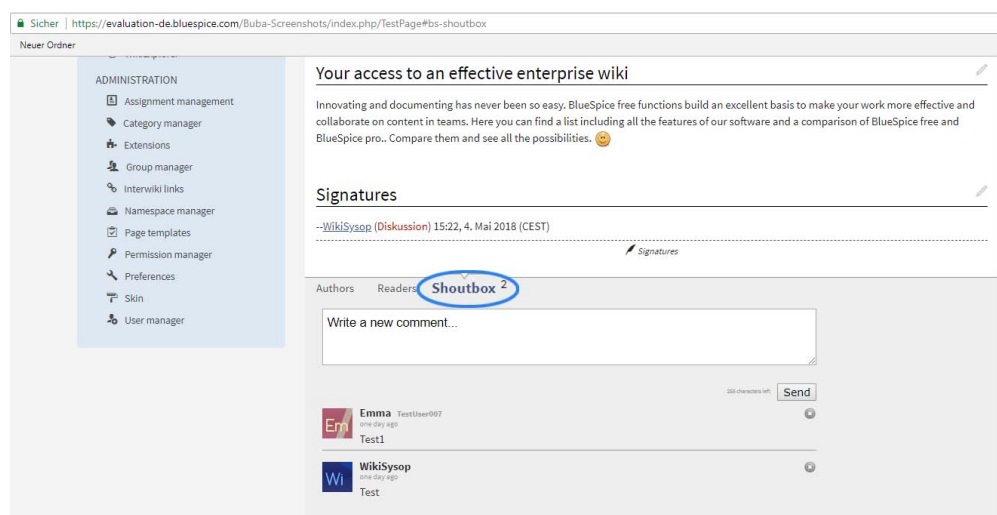 Sicher | https://evaluation-de.bluespice.com/Buba-Screenshots/index.php/TestPage#bs-shoutbox
Neuer Ordner
ADMINISTRATION
Assignment management
Category manager
Extensions
Group manager
Interwiki links
Namespace manager
Page templates
Permission manager
Preferences
Skin
User manager
Your access to an effective enterprise wiki
Innovating and documenting has never been so easy. BlueSpice free functions build an excellent basis to make your work more effective and
collaborate on content in teams. Here you can find a list including all the features of our software and a comparison of BlueSpice free and
BlueSpice pro.. Compare them and see all the possibilities.
Signatures
--WikiSysop (Diskussion) 15:22, 4. Mai 2018 (CEST)
Signatures
Authors Readers Shoutbox 2
Write a new comment...
characters left Send
Em
Emma TestUser007
one day ago
Test1
Wi
WikiSysop
one day ago
Test